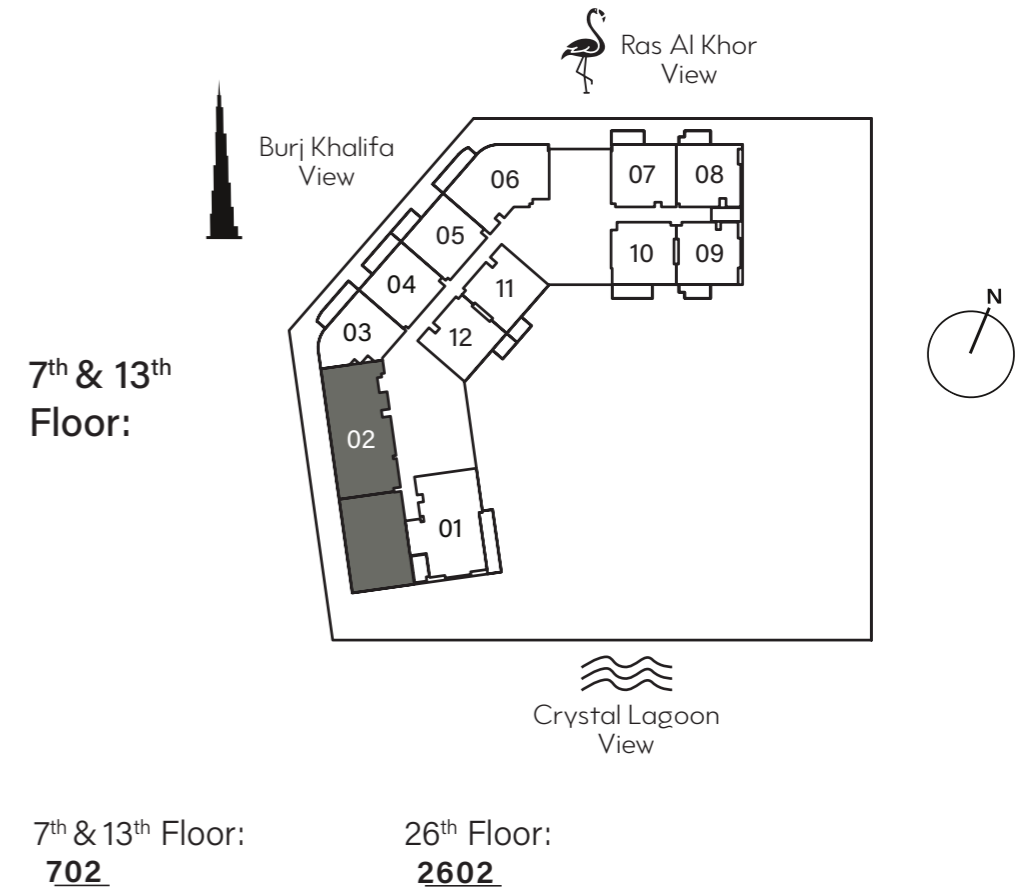 Ras Al Khor
View
Burj Khalifa
View
06
07
08
05
10
09
04
11
03
12
N
7th & 13th
Floor:
02
01
Crystal Lagoon
View
7th & 13th Floor:
702
26th Floor:
2602